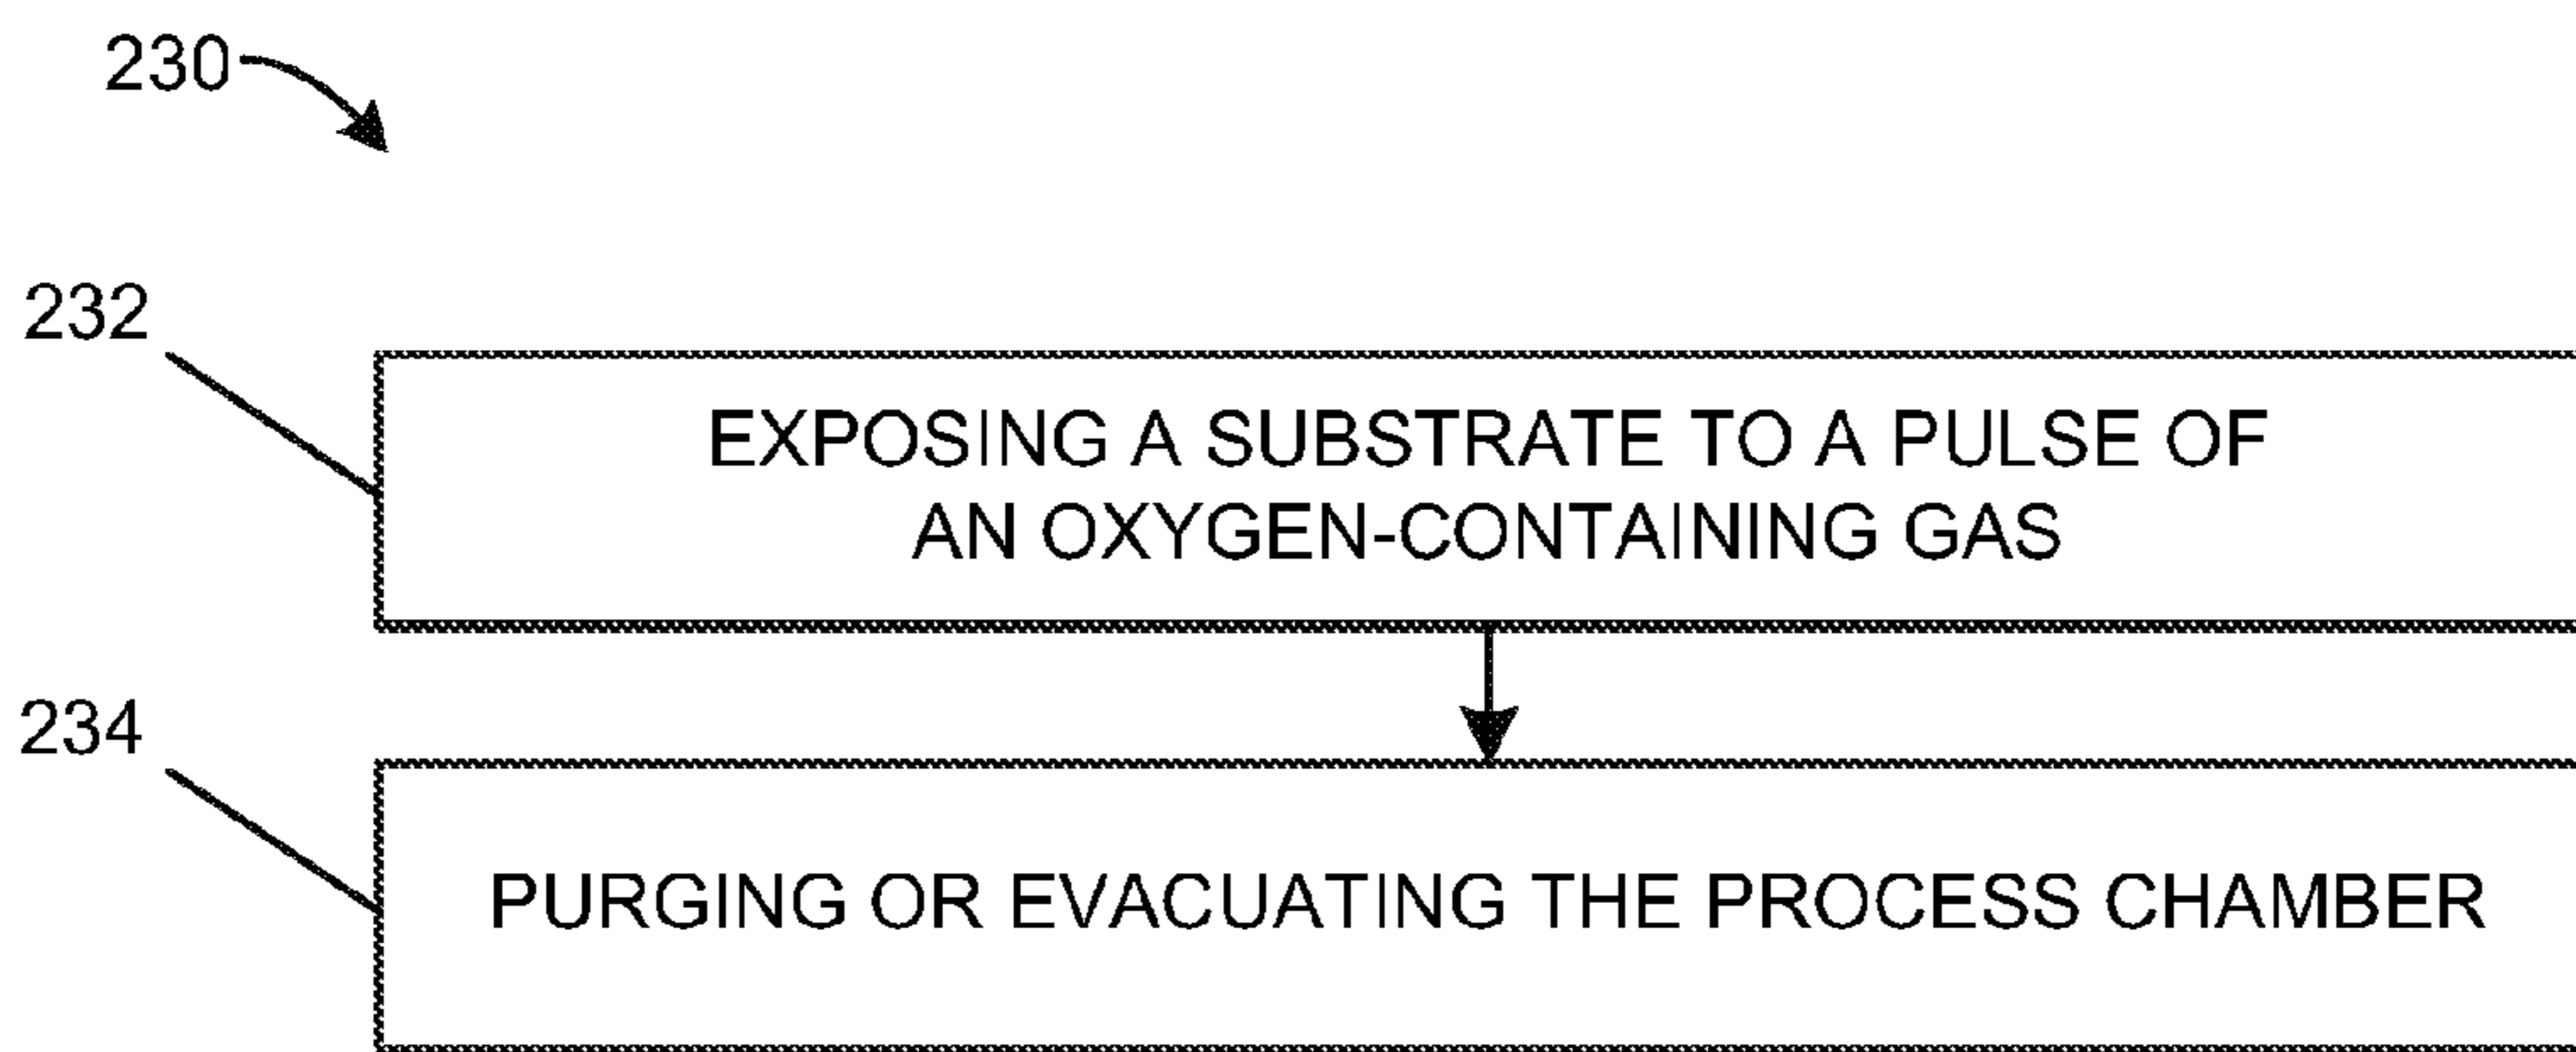 230
232
EXPOSING A SUBSTRATE TO A PULSE OF
AN OXYGEN-CONTAINING GAS
234
PURGING OR EVACUATING THE PROCESS CHAMBER